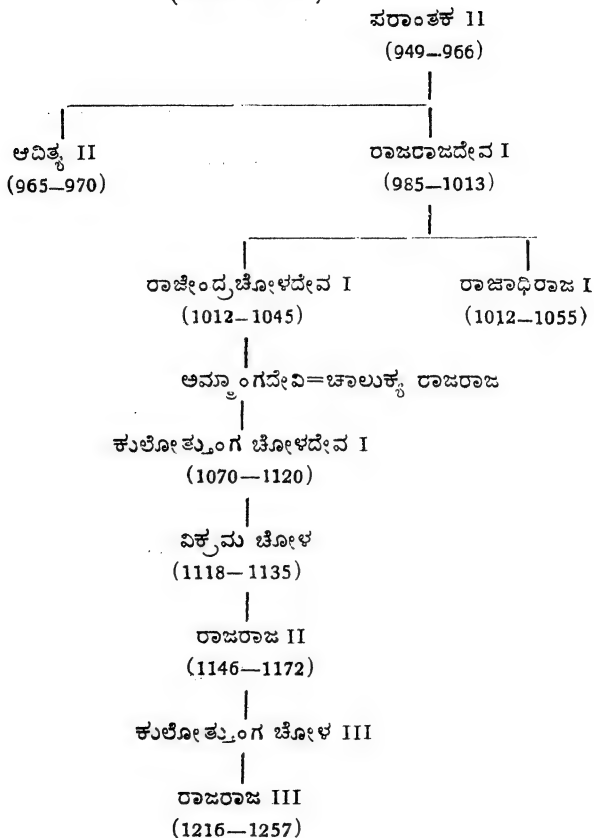 ಪರಾಂತಕ II
(949—966)
ಆದಿತ್ಯ II ರಾಜರಾಜದೇವ I
(965—970) (985—1013)
ರಾಜೇಂದ್ರಚೋಳದೇವ I ರಾಜಾಧಿರಾಜ I
(1012—1045) (1012—1055)
ಅಮ್ಮಾಂಗದೇವಿ=ಚಾಲುಕ್ಯ ರಾಜರಾಜ
ಕುಲೋತ್ತುಂಗ ಚೋಳದೇವ I
(1070—1120)
ವಿಕ್ರಮ ಚೋಳ
(1118—1135)
ರಾಜರಾಜ II
(1146—1172)
ಕುಲೋತ್ತುಂಗ ಚೋಳ III
ರಾಜರಾಜ III
(1216—1257)